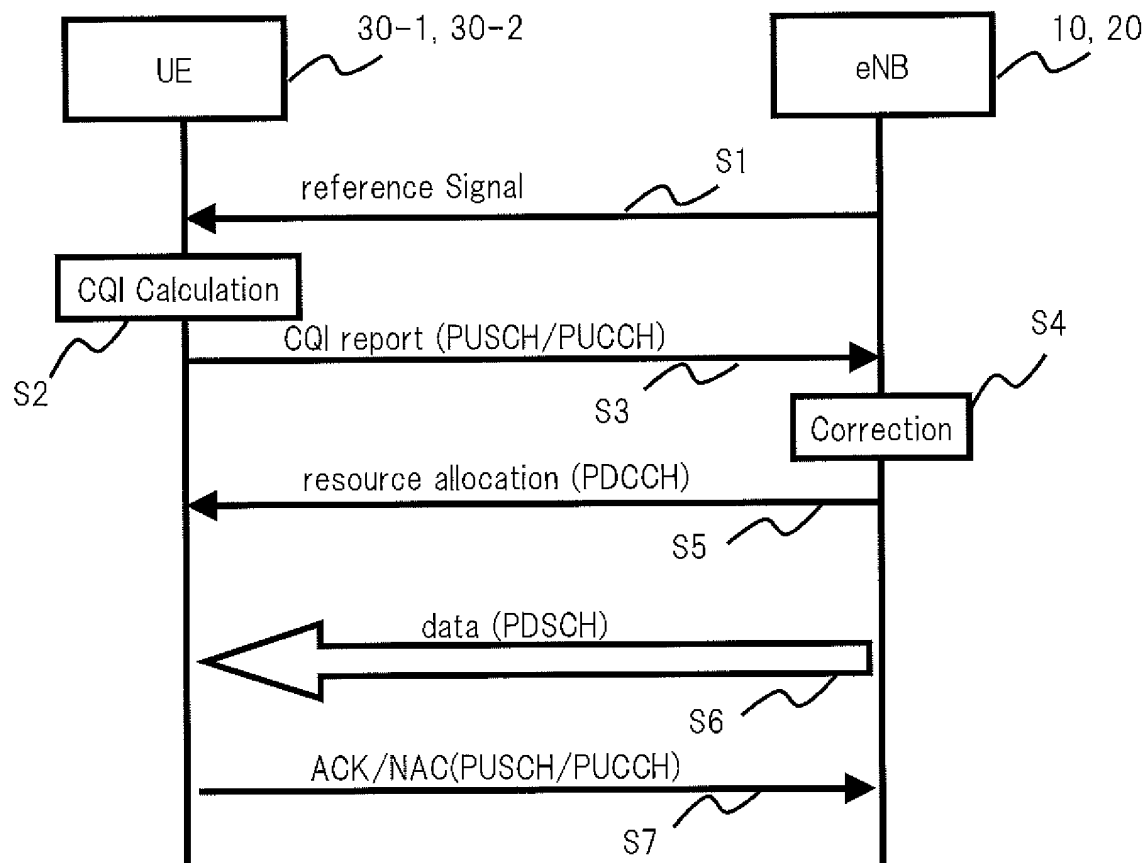 30-1, 30-2
10, 20
UE
eNB
S1
reference Signal
CQI Calculation
S2
CQI report (PUSCH/PUCCH)
S3
S4
Correction
resource allocation (PDCCH)
S5
data (PDSCH)
S6
ACK/NAC(PUSCH/PUCCH)
S7